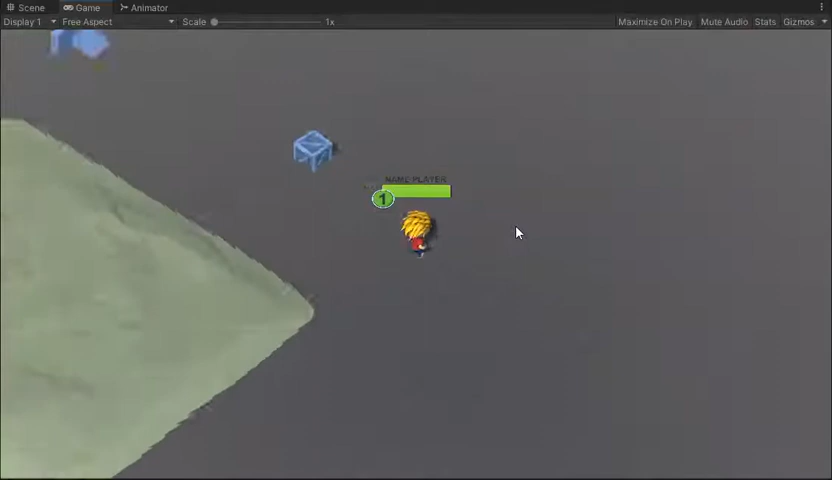 Scene Game Animator
Display 1 Free Aspect Scale 1x Maximize On Play Mute Audio Stats Gizmos
NAME PLAYER
1